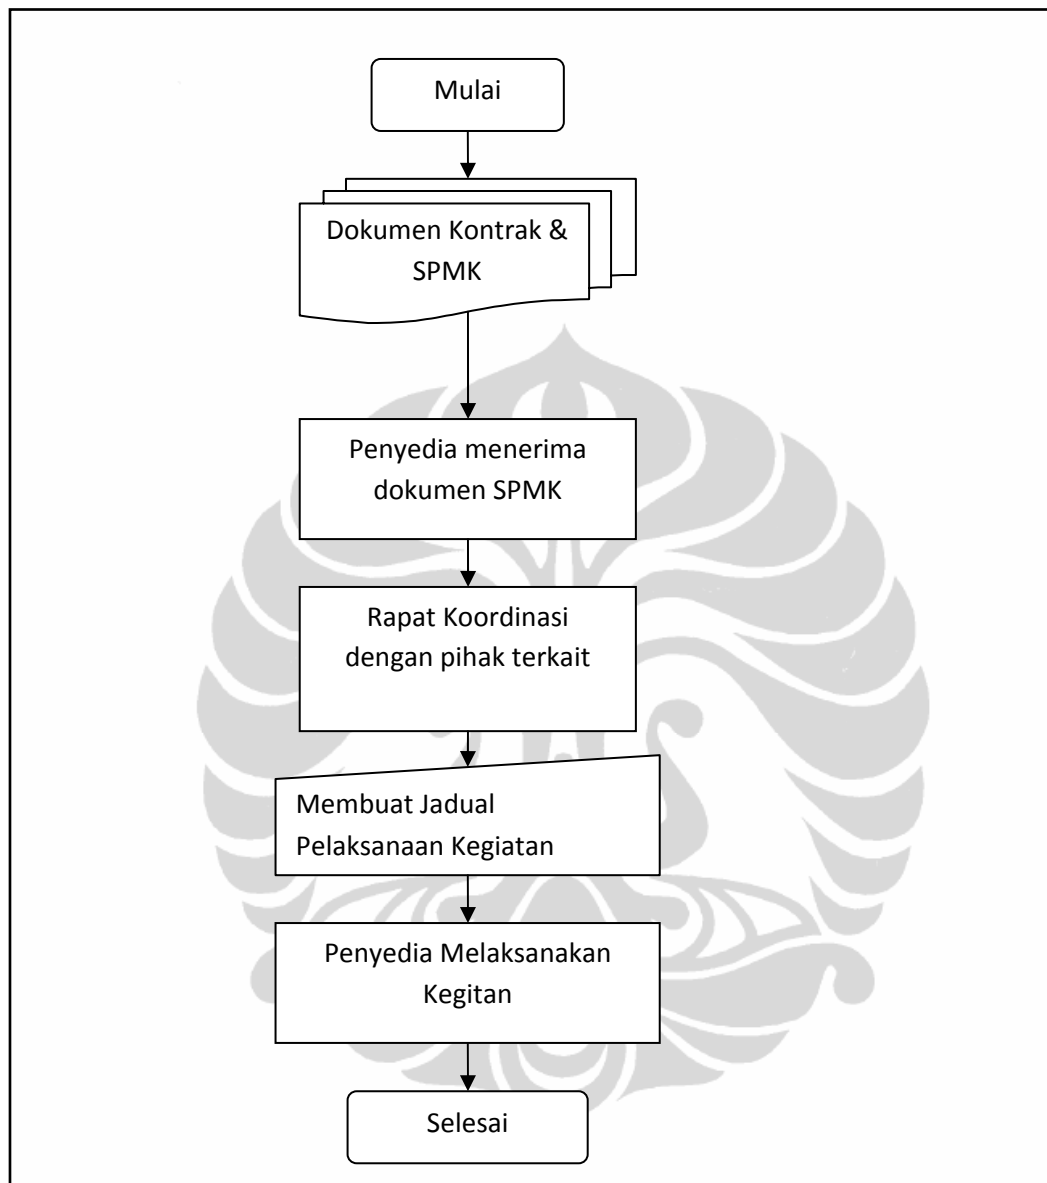 Mulai
Dokumen Kontrak &
SPMK
Penyedia menerima
dokumen SPMK
Rapat Koordinasi
dengan pihak terkait
Membuat Jadual
Pelaksanaan Kegiatan
Penyedia Melaksanakan
Kegitan
Selesai